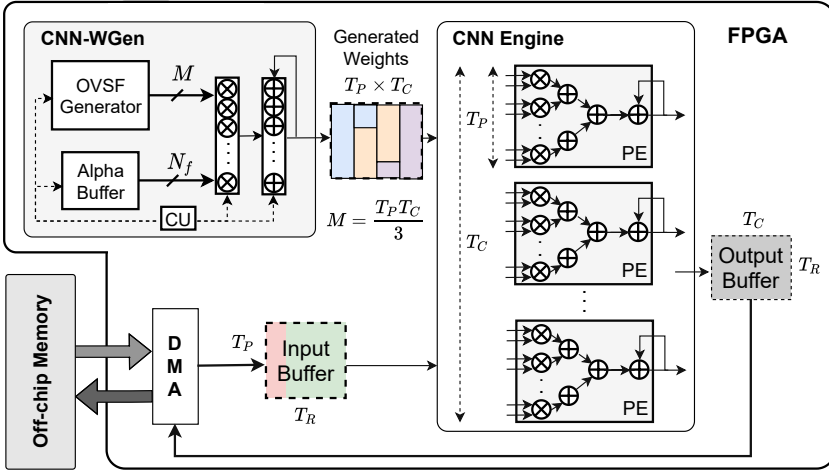 CNN-WGen
OVSF
Generator
M
Alpha
Buffer
N_f
CU
Generated
Weights
T_P × T_C
M = T_P T_C / 3
CNN Engine
FPGA
T_P
T_C
PE
PE
PE
T_C
Output
Buffer
T_R
Off-chip Memory
DMA
T_P
Input
Buffer
T_R